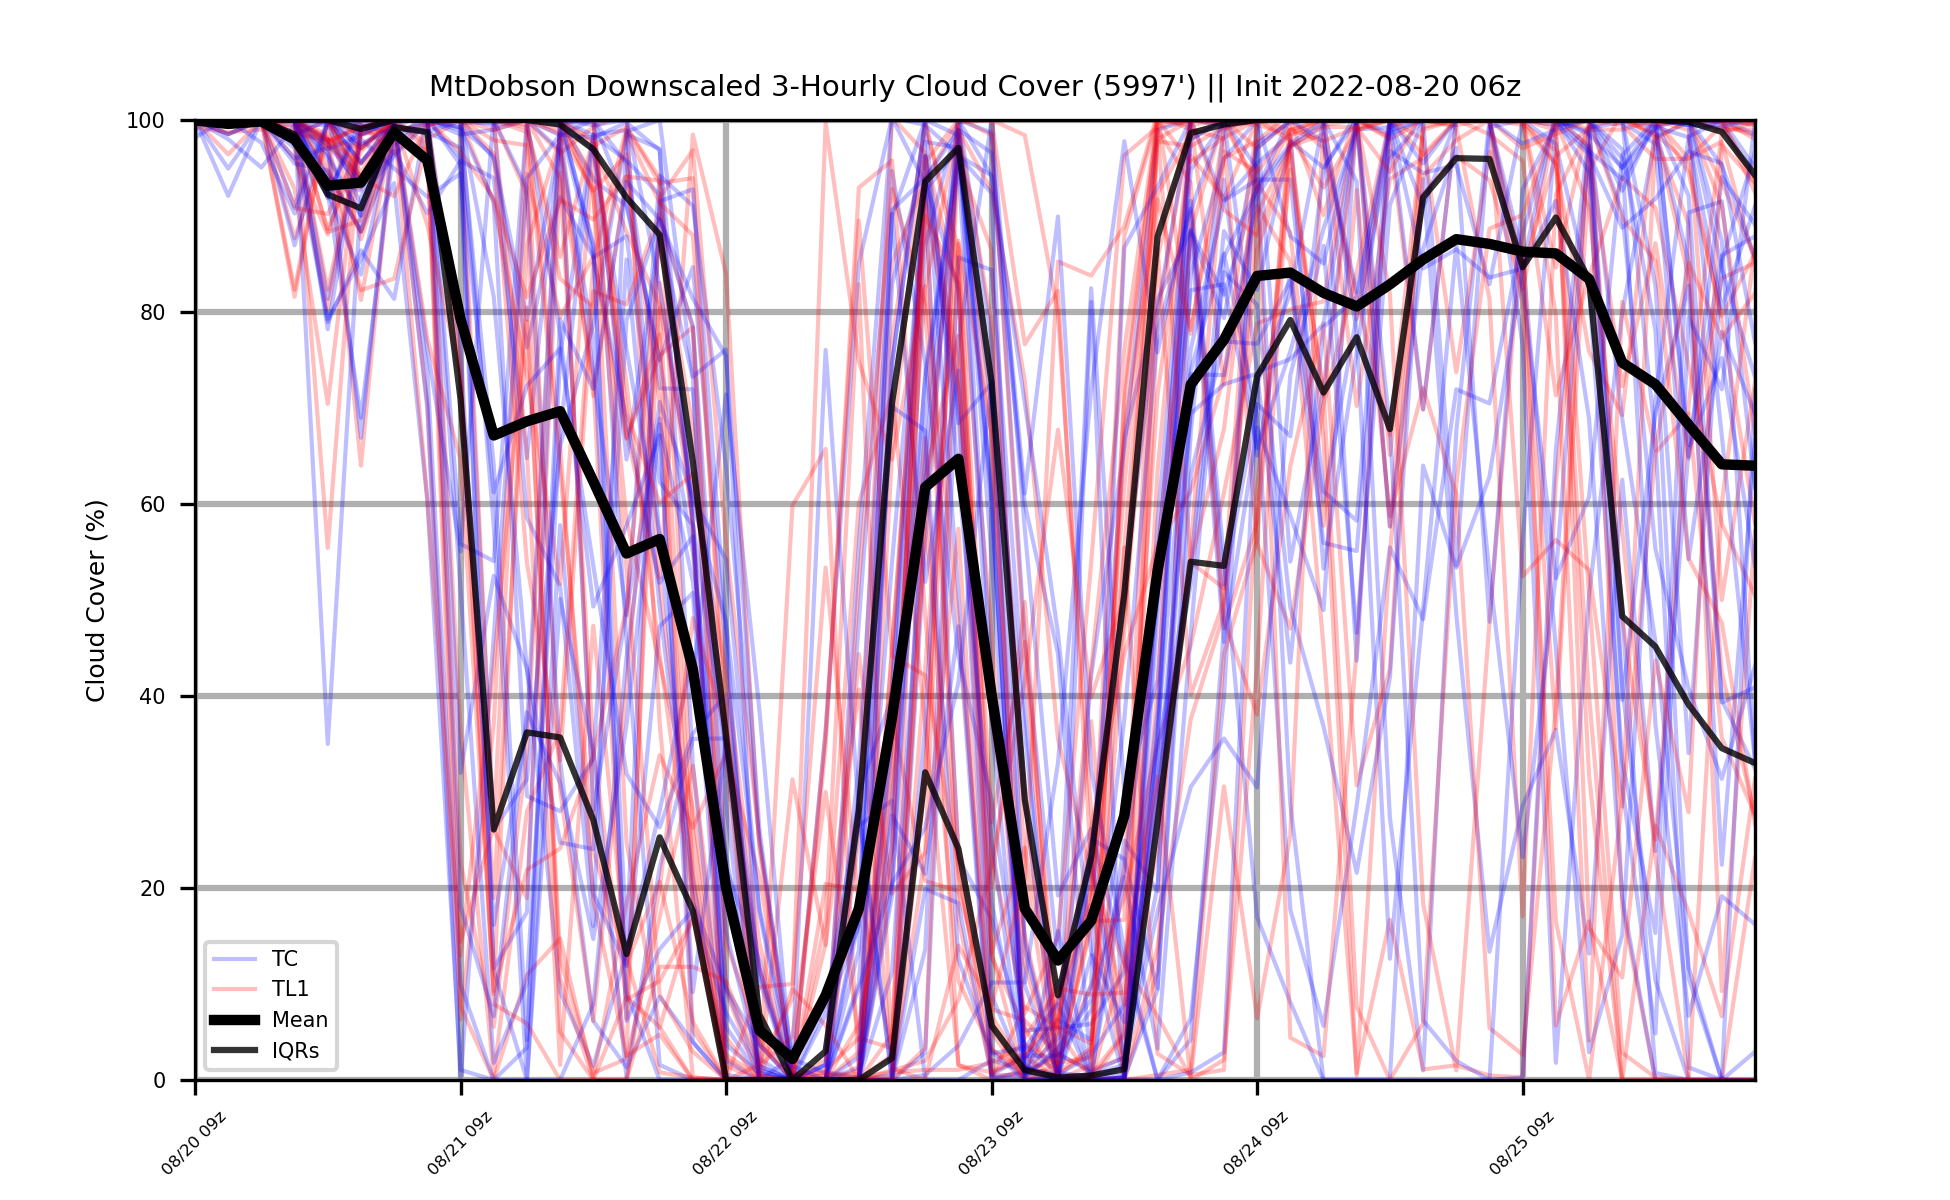 MtDobson Downscaled 3-Hourly Cloud Cover (5997') || Init 2022-08-20 06z
Cloud Cover (%)
100
80
60
40
20
0
TC
TL1
Mean
IQRs
08/20 09z
08/21 09z
08/22 09z
08/23 09z
08/24 09z
08/25 09z